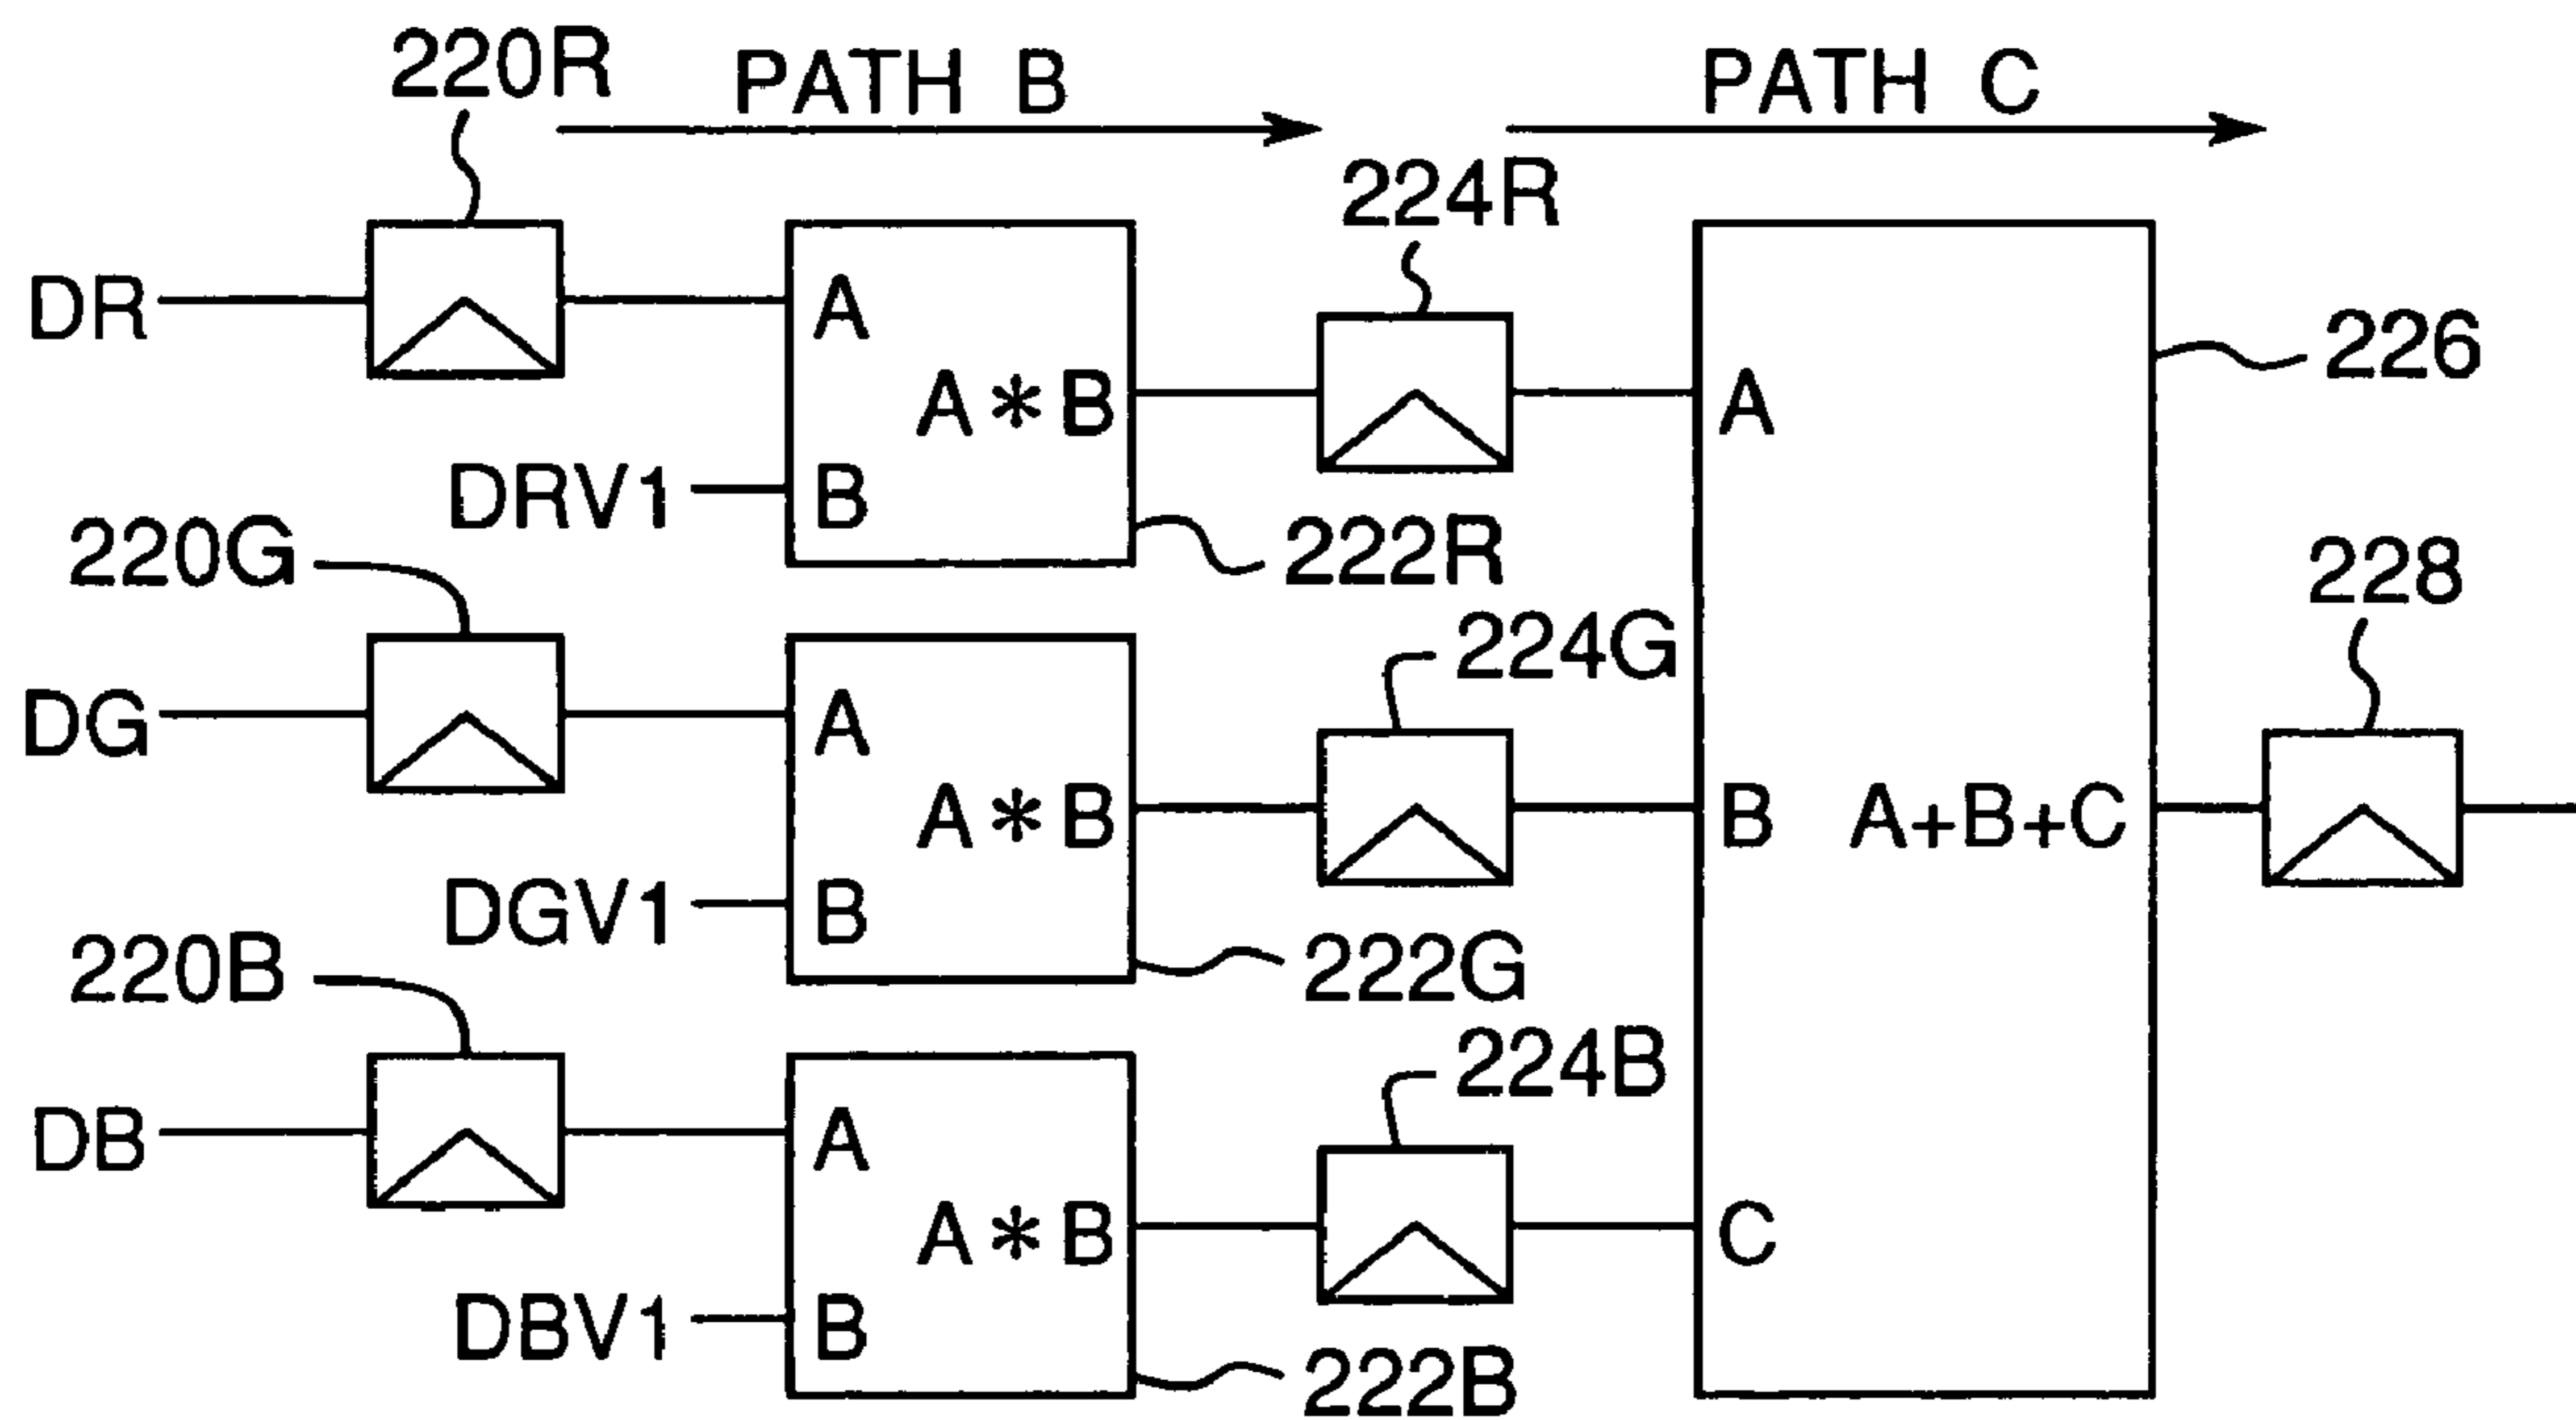 220R
PATH B
PATH C
224R
DR
A
A*B
B
DRV1
222R
A
226
220G
228
DG
A
A*B
B
DGV1
222G
224G
B
A+B+C
220B
DB
A
A*B
B
DBV1
222B
224B
C